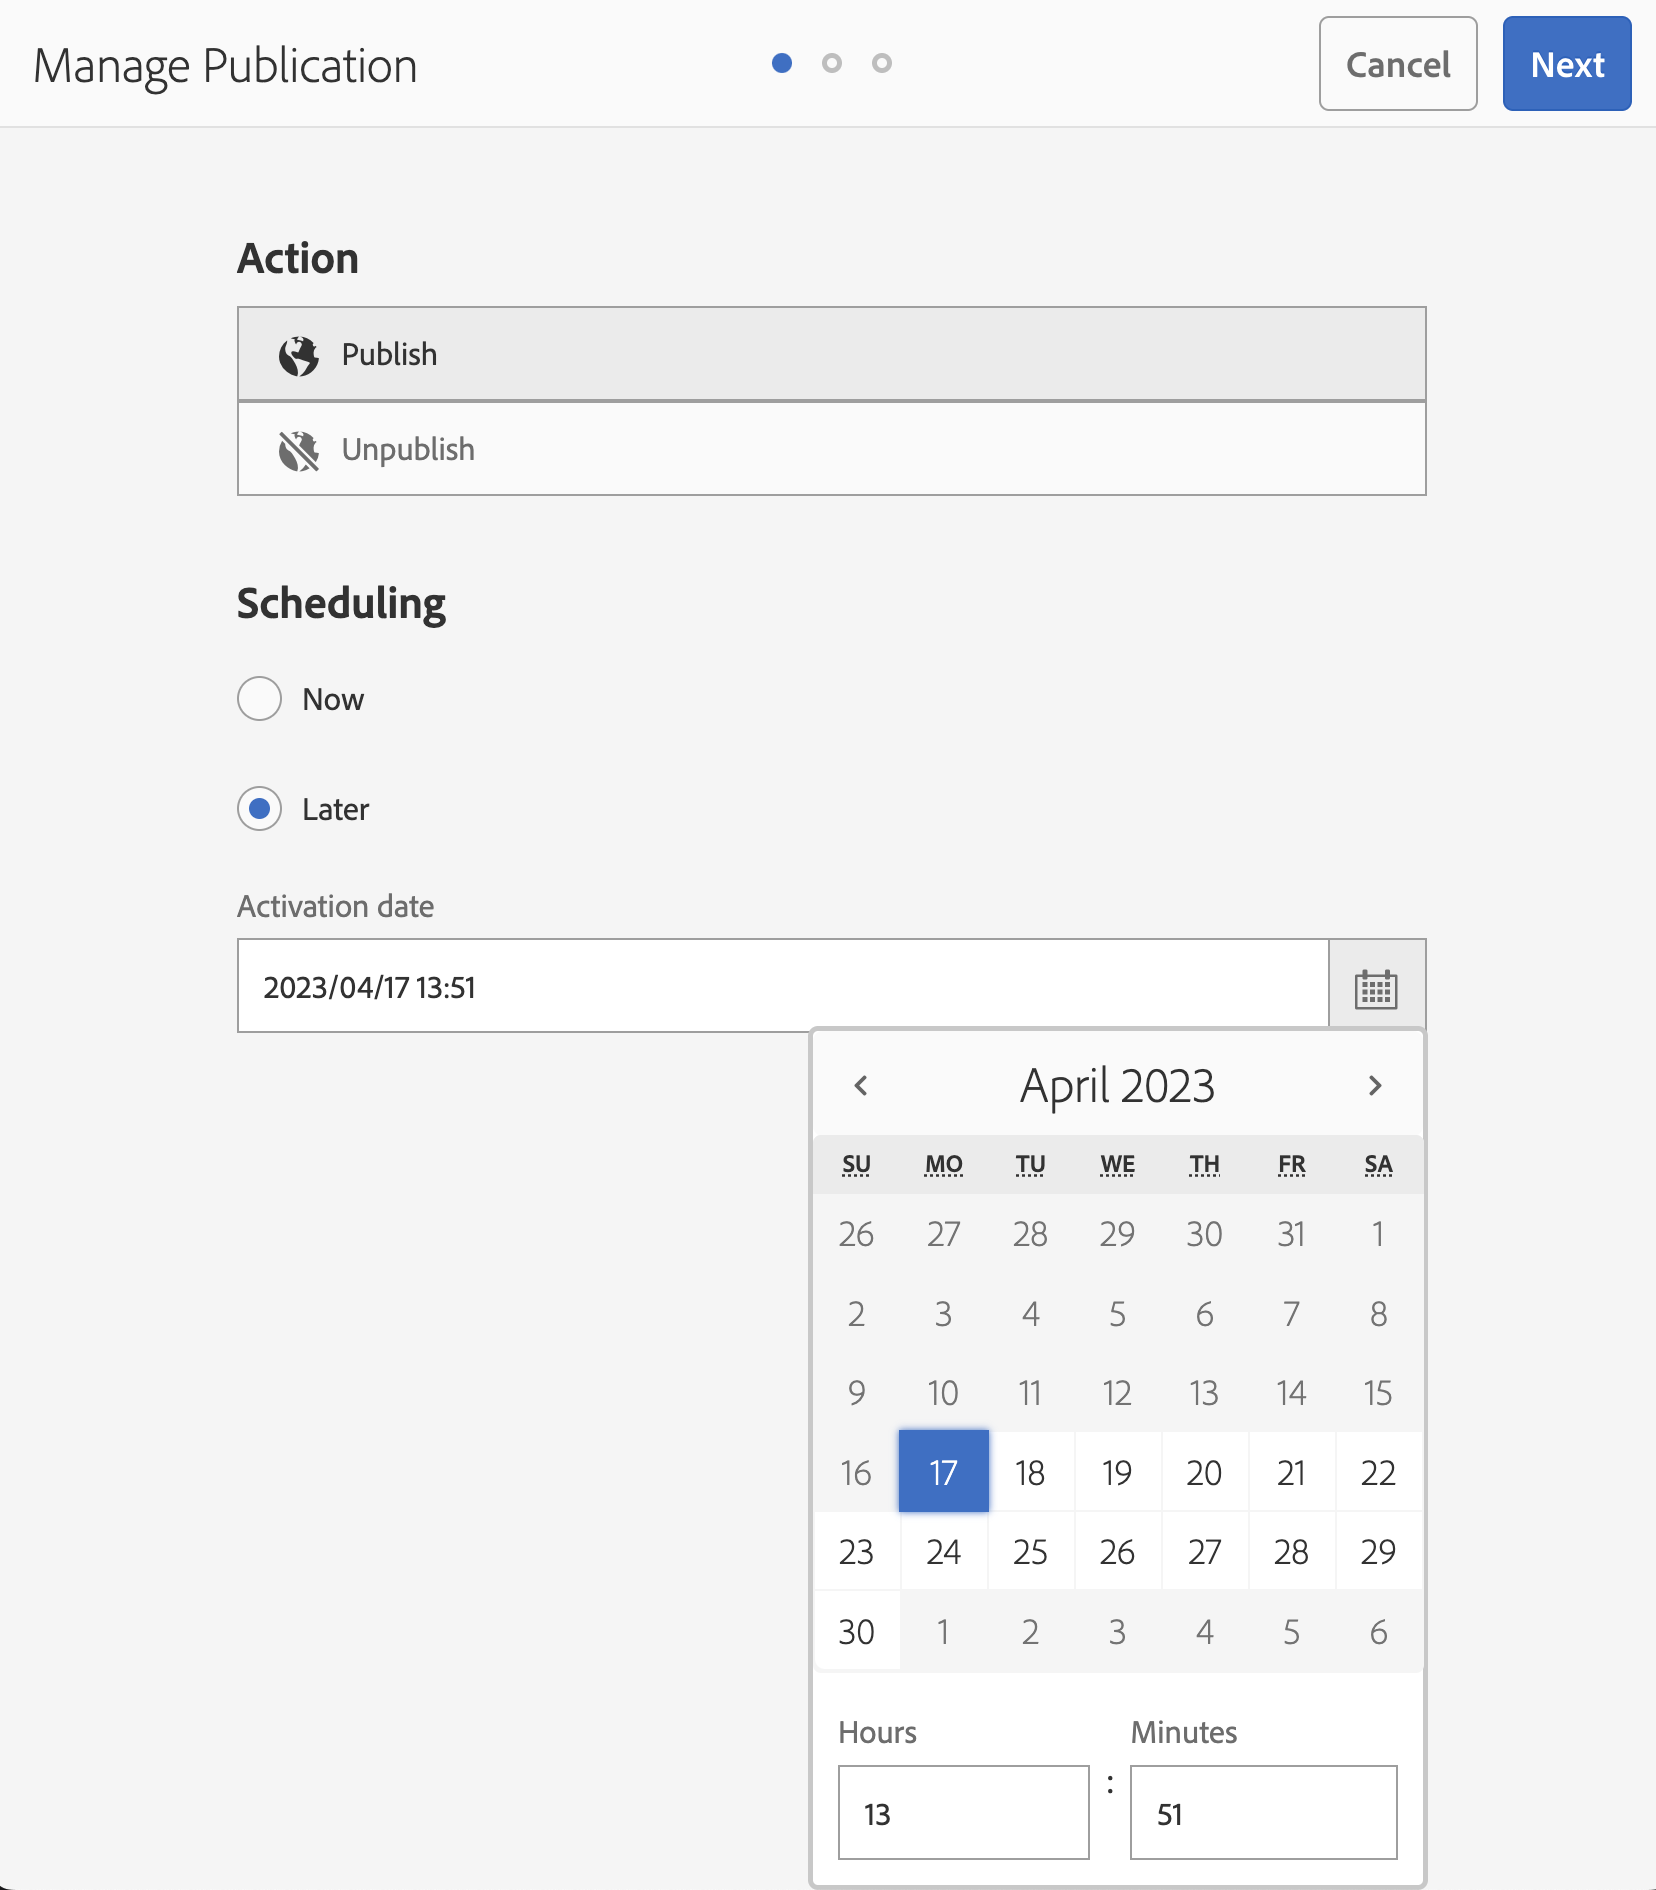 Manage Publication
Cancel
Next
Action
Publish
Unpublish
Scheduling
Now
Later
Activation date
2023/04/17 13:51
April 2023
SU MO TU WE TH FR SA
26 27 28 29 30 31 1
2 3 4 5 6 7 8
9 10 11 12 13 14 15
16 17 18 19 20 21 22
23 24 25 26 27 28 29
30 1 2 3 4 5 6
Hours Minutes
13 : 51